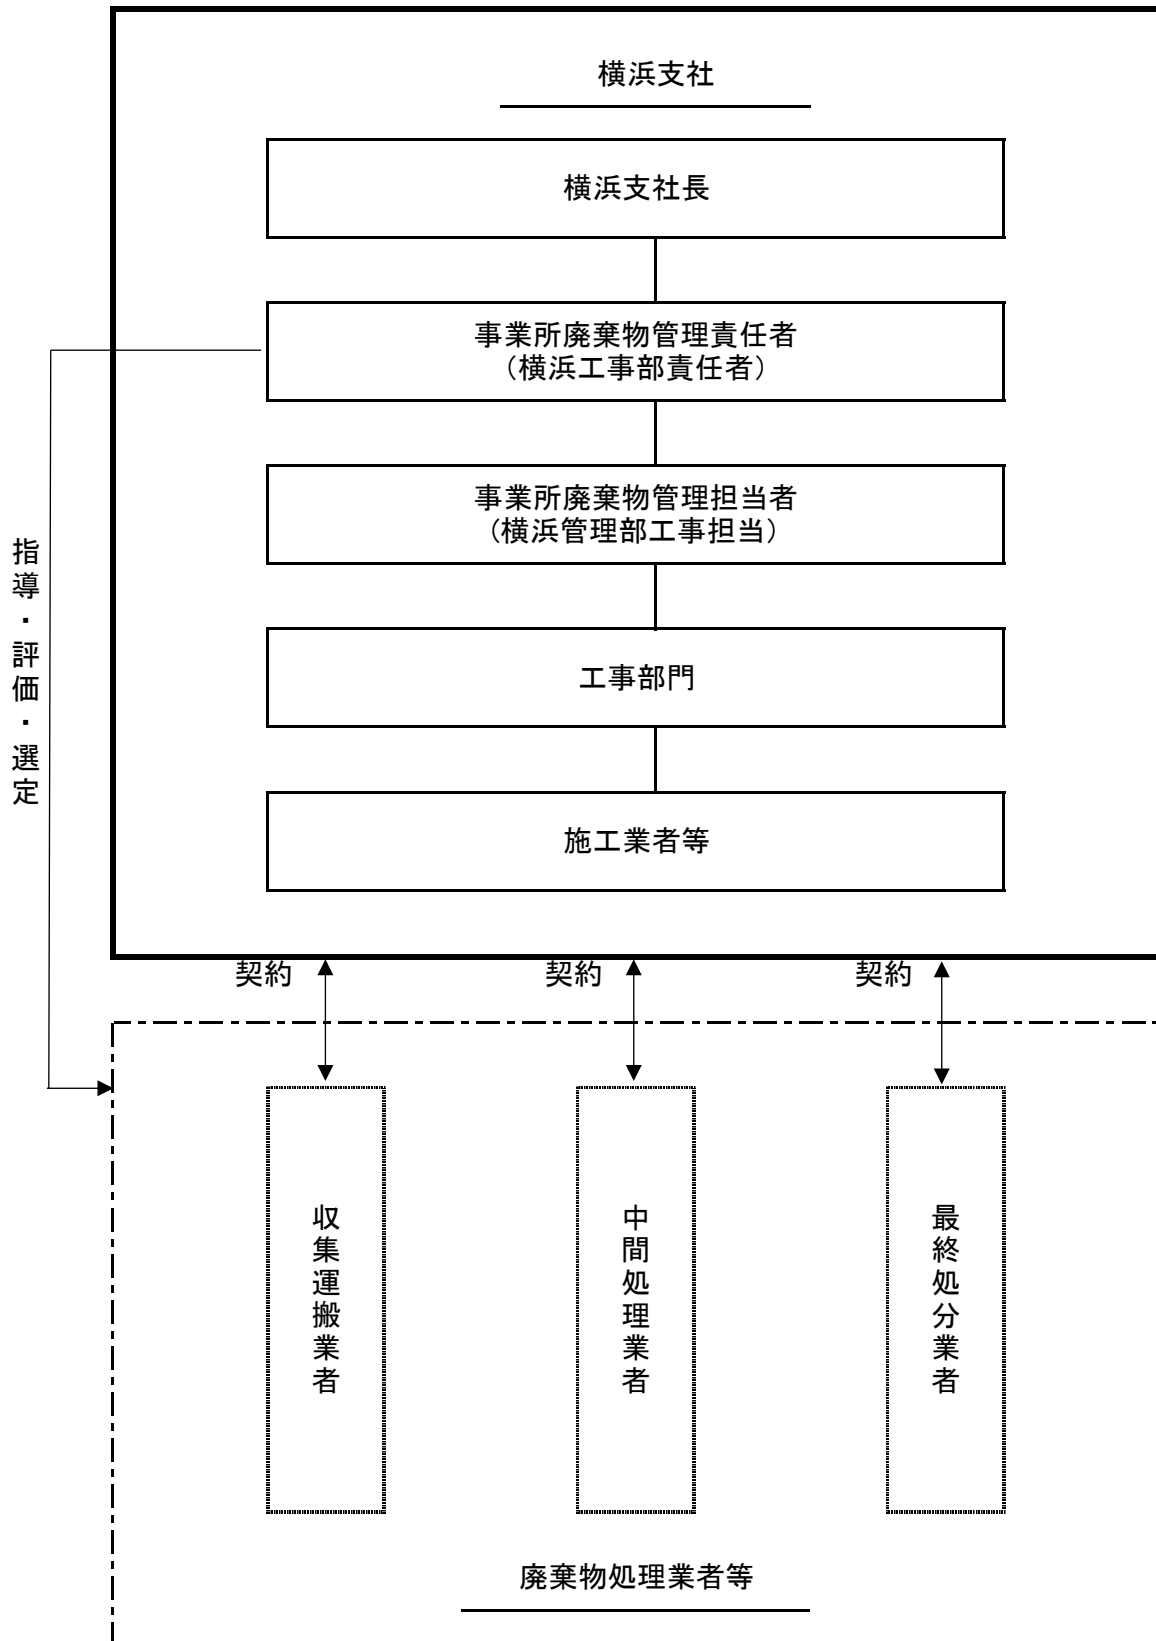 横浜支社
横浜支社長
事業所廃棄物管理責任者
（横浜工事部責任者）
事業所廃棄物管理担当者
（横浜管理部工事担当）
指導・評価・選定
工事部門
施工業者等
契約
契約
契約
収集運搬業者
中間処理業者
最終処分業者
廃棄物処理業者等